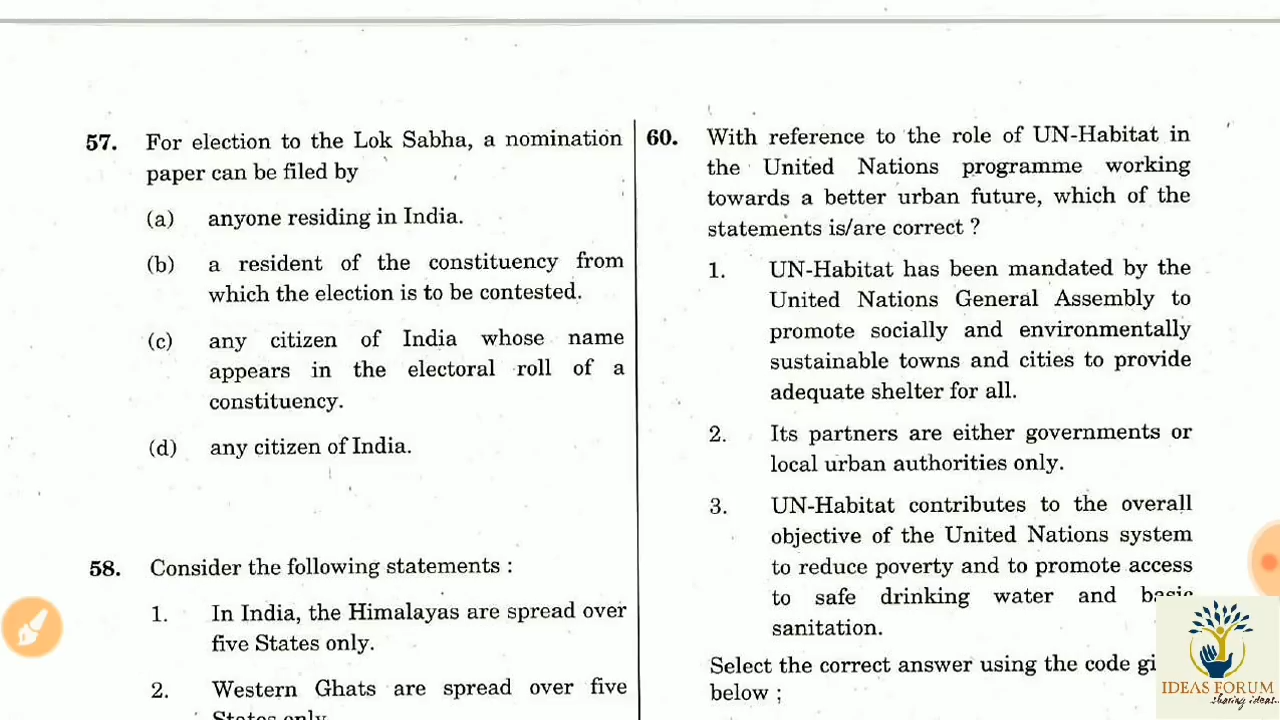 57. For election to the Lok Sabha, a nomination
paper can be filed by
(a) anyone residing in India.
(b) a resident of the constituency from
which the election is to be contested.
(c) any citizen of India whose name
appears in the electoral roll of a
constituency.
(d) any citizen of India.
58. Consider the following statements :
1. In India, the Himalayas are spread over
five States only.
2. Western Ghats are spread over five
States only.
60. With reference to the role of UN-Habitat in
the United Nations programme working
towards a better urban future, which of the
statements is/are correct ?
1. UN-Habitat has been mandated by the
United Nations General Assembly to
promote socially and environmentally
sustainable towns and cities to provide
adequate shelter for all.
2. Its partners are either governments or
local urban authorities only.
3. UN-Habitat contributes to the overall
objective of the United Nations system
to reduce poverty and to promote access
to safe drinking water and basic
sanitation.
Select the correct answer using the code gi
below :
IDEAS FORUM
sharing ideas